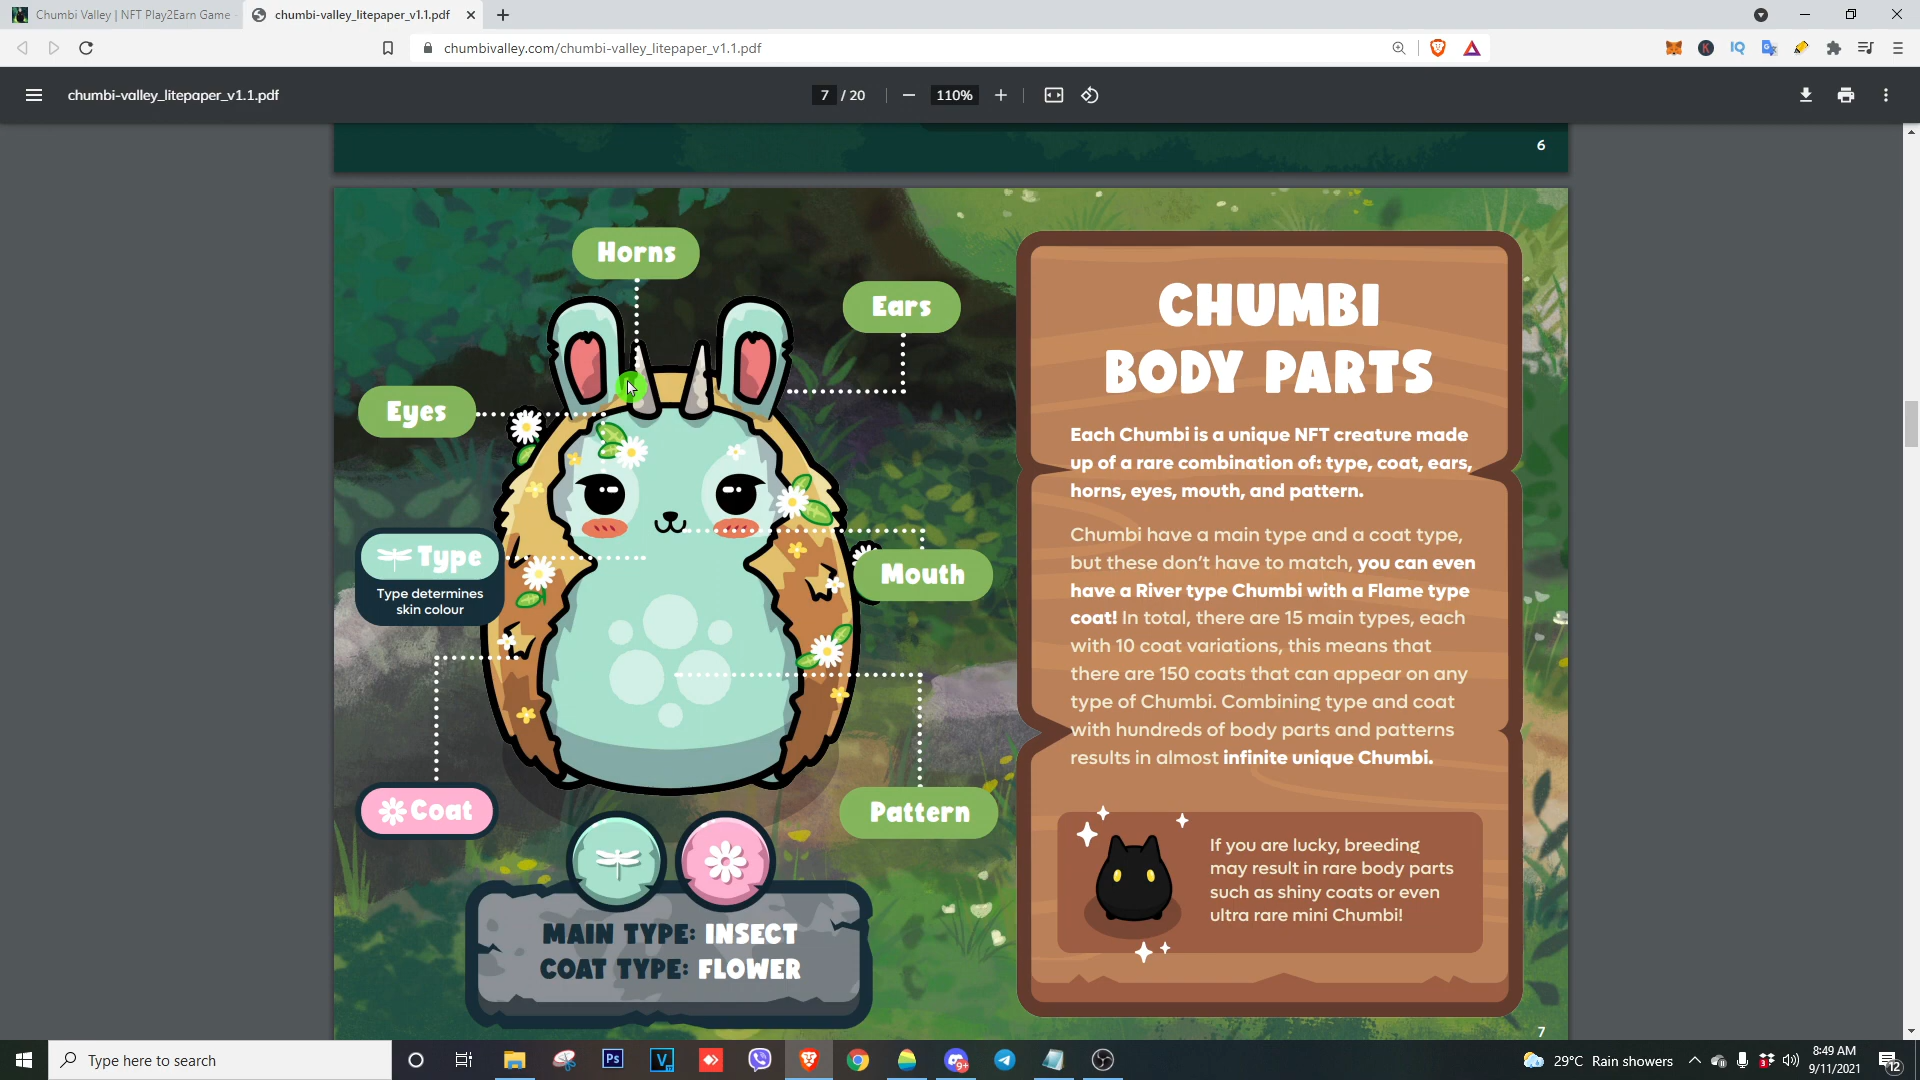 Chumbi Valley | NFT Play2Earn Game
chumbi-valley_litepaper_v1.1.pdf
chumbivalley.com/chumbi-valley_litepaper_v1.1.pdf
chumbi-valley_litepaper_v1.1.pdf
7 / 20
110%
6
Horns
Ears
Eyes
Type
Type determines
skin colour
Mouth
Coat
Pattern
MAIN TYPE: INSECT
COAT TYPE: FLOWER
CHUMBI
BODY PARTS
Each Chumbi is a unique NFT creature made
up of a rare combination of: type, coat, ears,
horns, eyes, mouth, and pattern.
Chumbi have a main type and a coat type,
but these don't have to match, you can even
have a River type Chumbi with a Flame type
coat! In total, there are 15 main types, each
with 10 coat variations, this means that
there are 150 coats that can appear on any
type of Chumbi. Combining type and coat
with hundreds of body parts and patterns
results in almost infinite unique Chumbi.
If you are lucky, breeding
may result in rare body parts
such as shiny coats or even
ultra rare mini Chumbi!
7
Type here to search
Ps
V
9+
29°C Rain showers
8:49 AM
9/11/2021
12